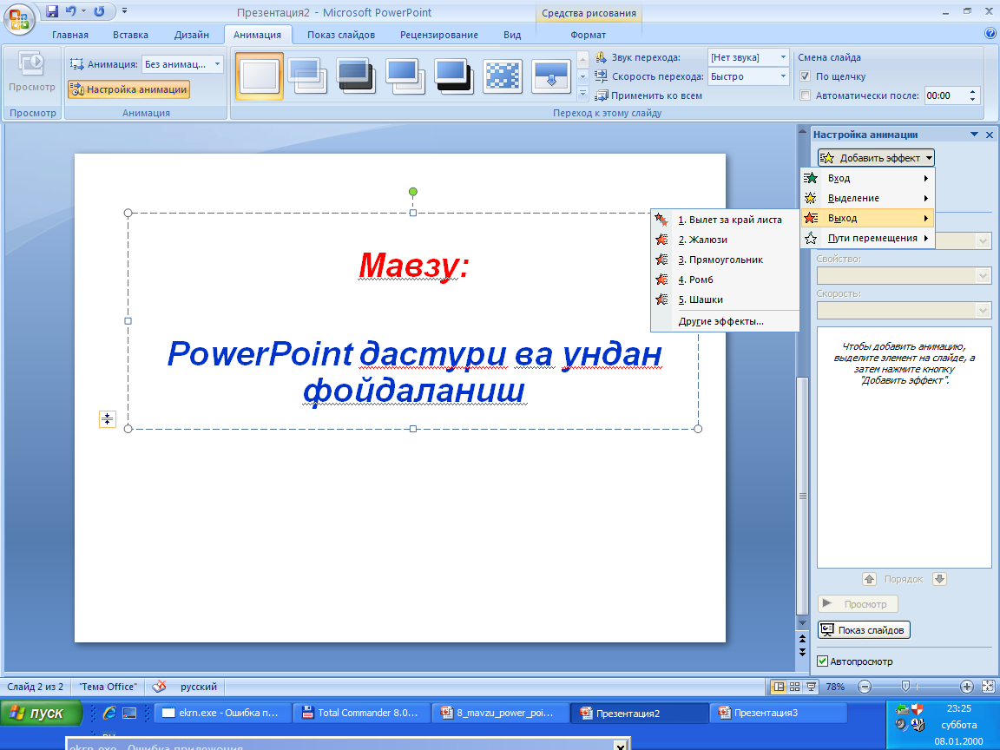 Презентация2 - Microsoft PowerPoint
Средства рисования
Главная Вставка Дизайн Анимация Показ слайдов Рецензирование Вид Формат
Просмотр
Анимация: Без анимац...
Настройка анимации
[Нет звука]
Звук перехода:
Скорость перехода: Быстро
Применить ко всем
Смена слайда
По щелчку
Автоматически после: 00:00
Просмотр Анимация Переход к этому слайду
Настройка анимации
Добавить эффект
Вход
Выделение
Выход
Пути перемещения
1. Вылет за край листа
2. Жалюзи
3. Прямоугольник
4. Ромб
5. Шашки
Другие эффекты...
Свойство:
Скорость:
Чтобы добавить анимацию,
выделите элемент на слайде, а
затем нажмите кнопку
"Добавить эффект".
Мавзу:
PowerPoint дастури ва ундан
фойдаланиш
Порядок
Просмотр
Показ слайдов
Автопросмотр
Слайд 2 из 2 "Тема Office" русский 78%
пуск
ekrn.exe - Ошибка п...
Total Commander 8.0...
8_mavzu_power_poi...
Презентация2
Презентация3
23:25
суббота
08.01.2000
ekrn.exe - Ошибка приложения